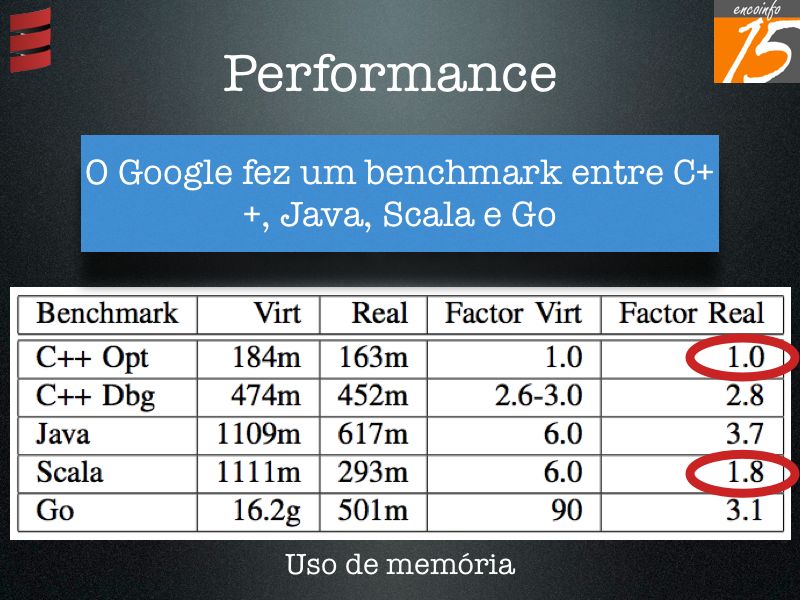 encoinfo
15
Performance
O Google fez um benchmark entre C+
+, Java, Scala e Go
Benchmark Virt Real Factor Virt Factor Real
C++ Opt 184m 163m 1.0 1.0
C++ Dbg 474m 452m 2.6-3.0 2.8
Java 1109m 617m 6.0 3.7
Scala 1111m 293m 6.0 1.8
Go 16.2g 501m 90 3.1
Uso de memória